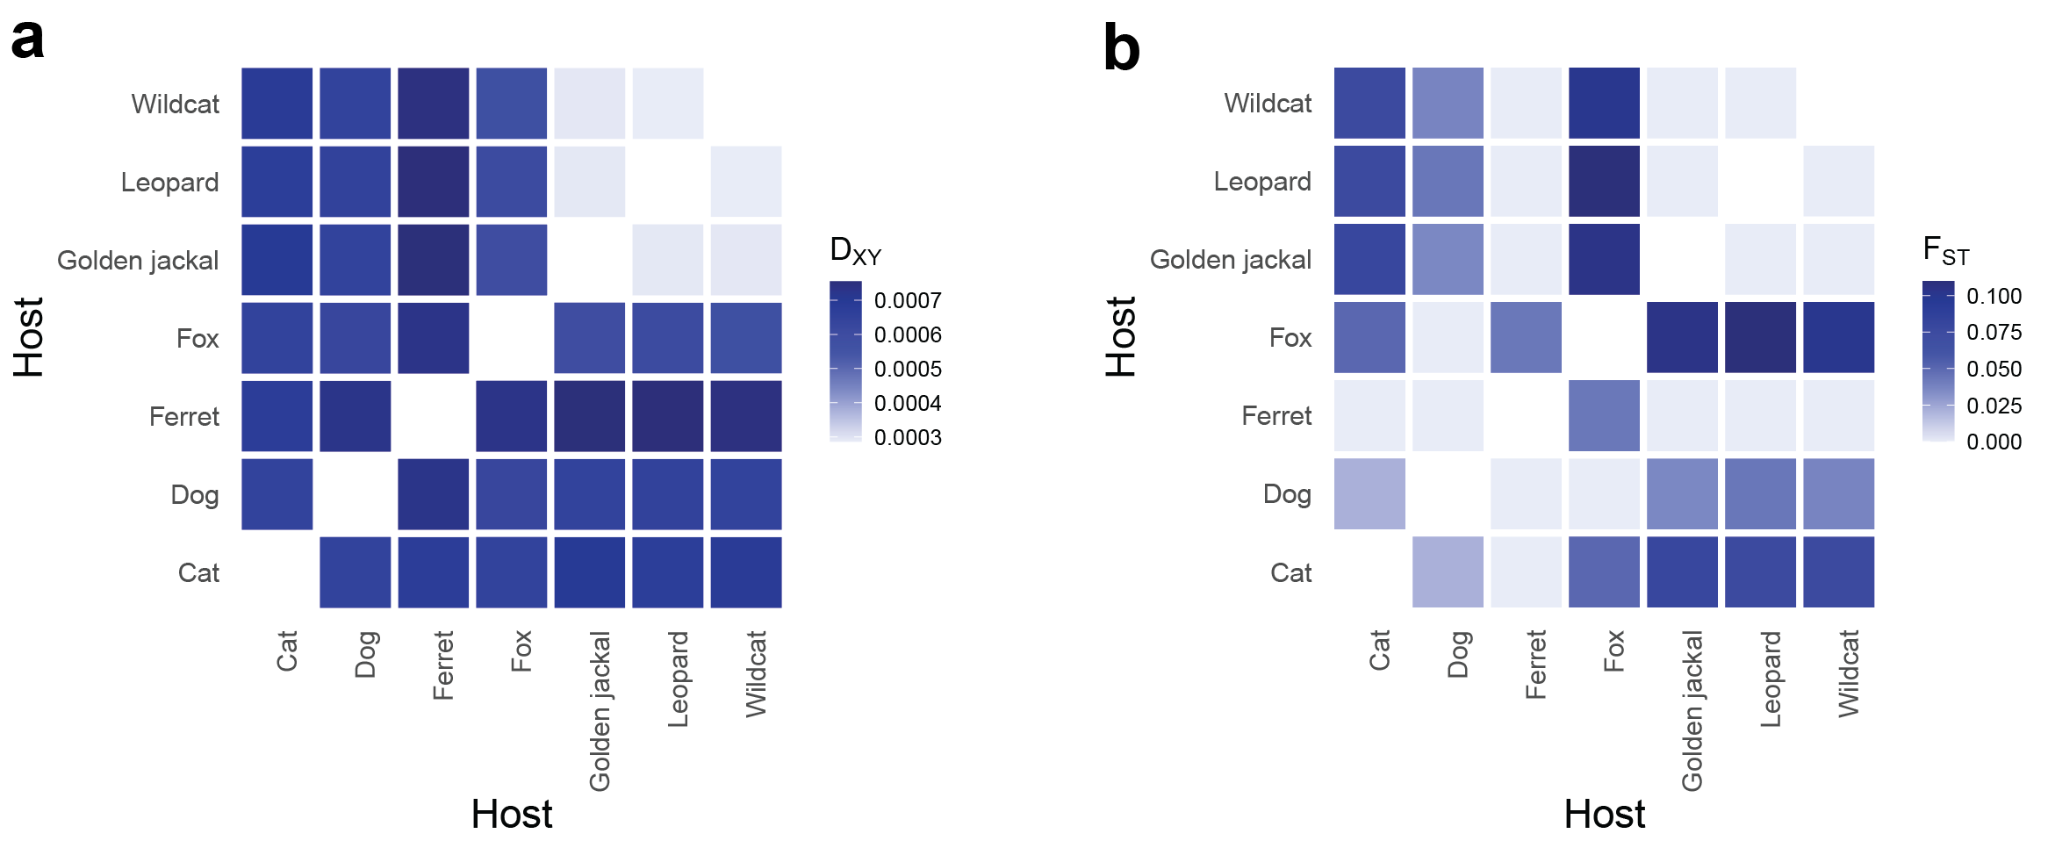 a
Host
Wildcat
Leopard
Golden jackal
Fox
Ferret
Dog
Cat
Cat
Dog
Ferret
Fox
Golden jackal
Leopard
Wildcat
Host
DXY
0.0007
0.0006
0.0005
0.0004
0.0003
b
Host
Wildcat
Leopard
Golden jackal
Fox
Ferret
Dog
Cat
Cat
Dog
Ferret
Fox
Golden jackal
Leopard
Wildcat
Host
FST
0.100
0.075
0.050
0.025
0.000